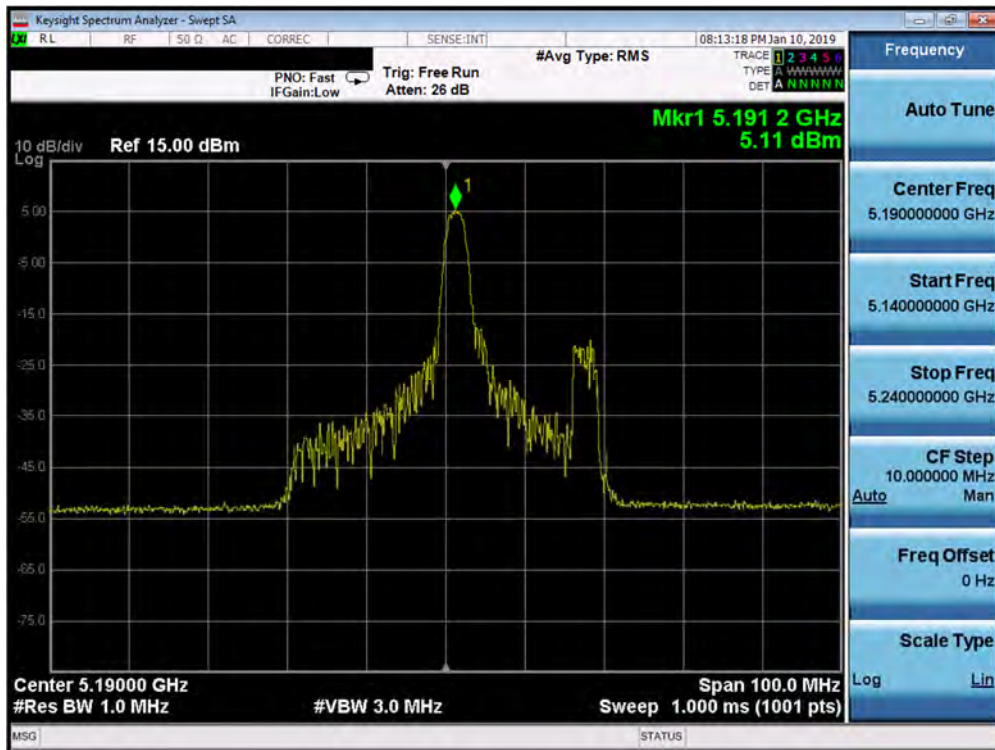 Keysight Spectrum Analyzer - Swept SA
LXI RL RF 50 Ω AC CORREC SENSE:INT 08:13:18 PM Jan 10, 2019
PNO: Fast
IFGain:Low
Trig: Free Run
Atten: 26 dB
#Avg Type: RMS
TRACE 1 2 3 4 5 6
TYPE A WWWWW
DET A N N N N N
Mkr1 5.191 2 GHz
5.11 dBm
10 dB/div
Log
Ref 15.00 dBm
1
5.00
-5.00
-15.0
-25.0
-35.0
-45.0
-55.0
-65.0
-75.0
Center 5.19000 GHz
Span 100.0 MHz
#Res BW 1.0 MHz
#VBW 3.0 MHz
Sweep 1.000 ms (1001 pts)
MSG
STATUS
Frequency
Auto Tune
Center Freq
5.190000000 GHz
Start Freq
5.140000000 GHz
Stop Freq
5.240000000 GHz
CF Step
10.000000 MHz
Auto Man
Freq Offset
0 Hz
Scale Type
Log Lin